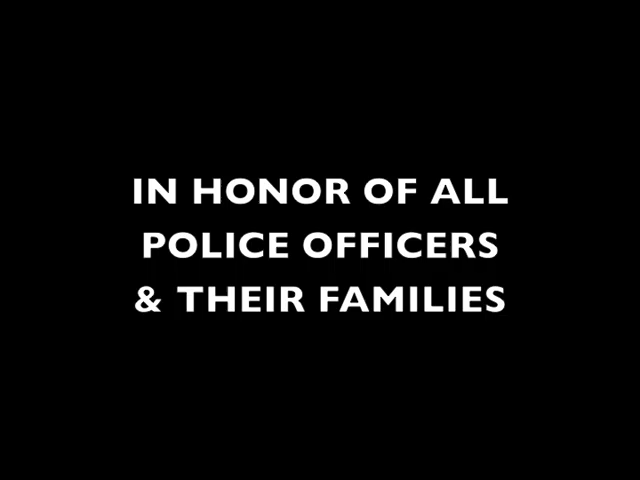 IN HONOR OF ALL
POLICE OFFICERS
& THEIR FAMILIES